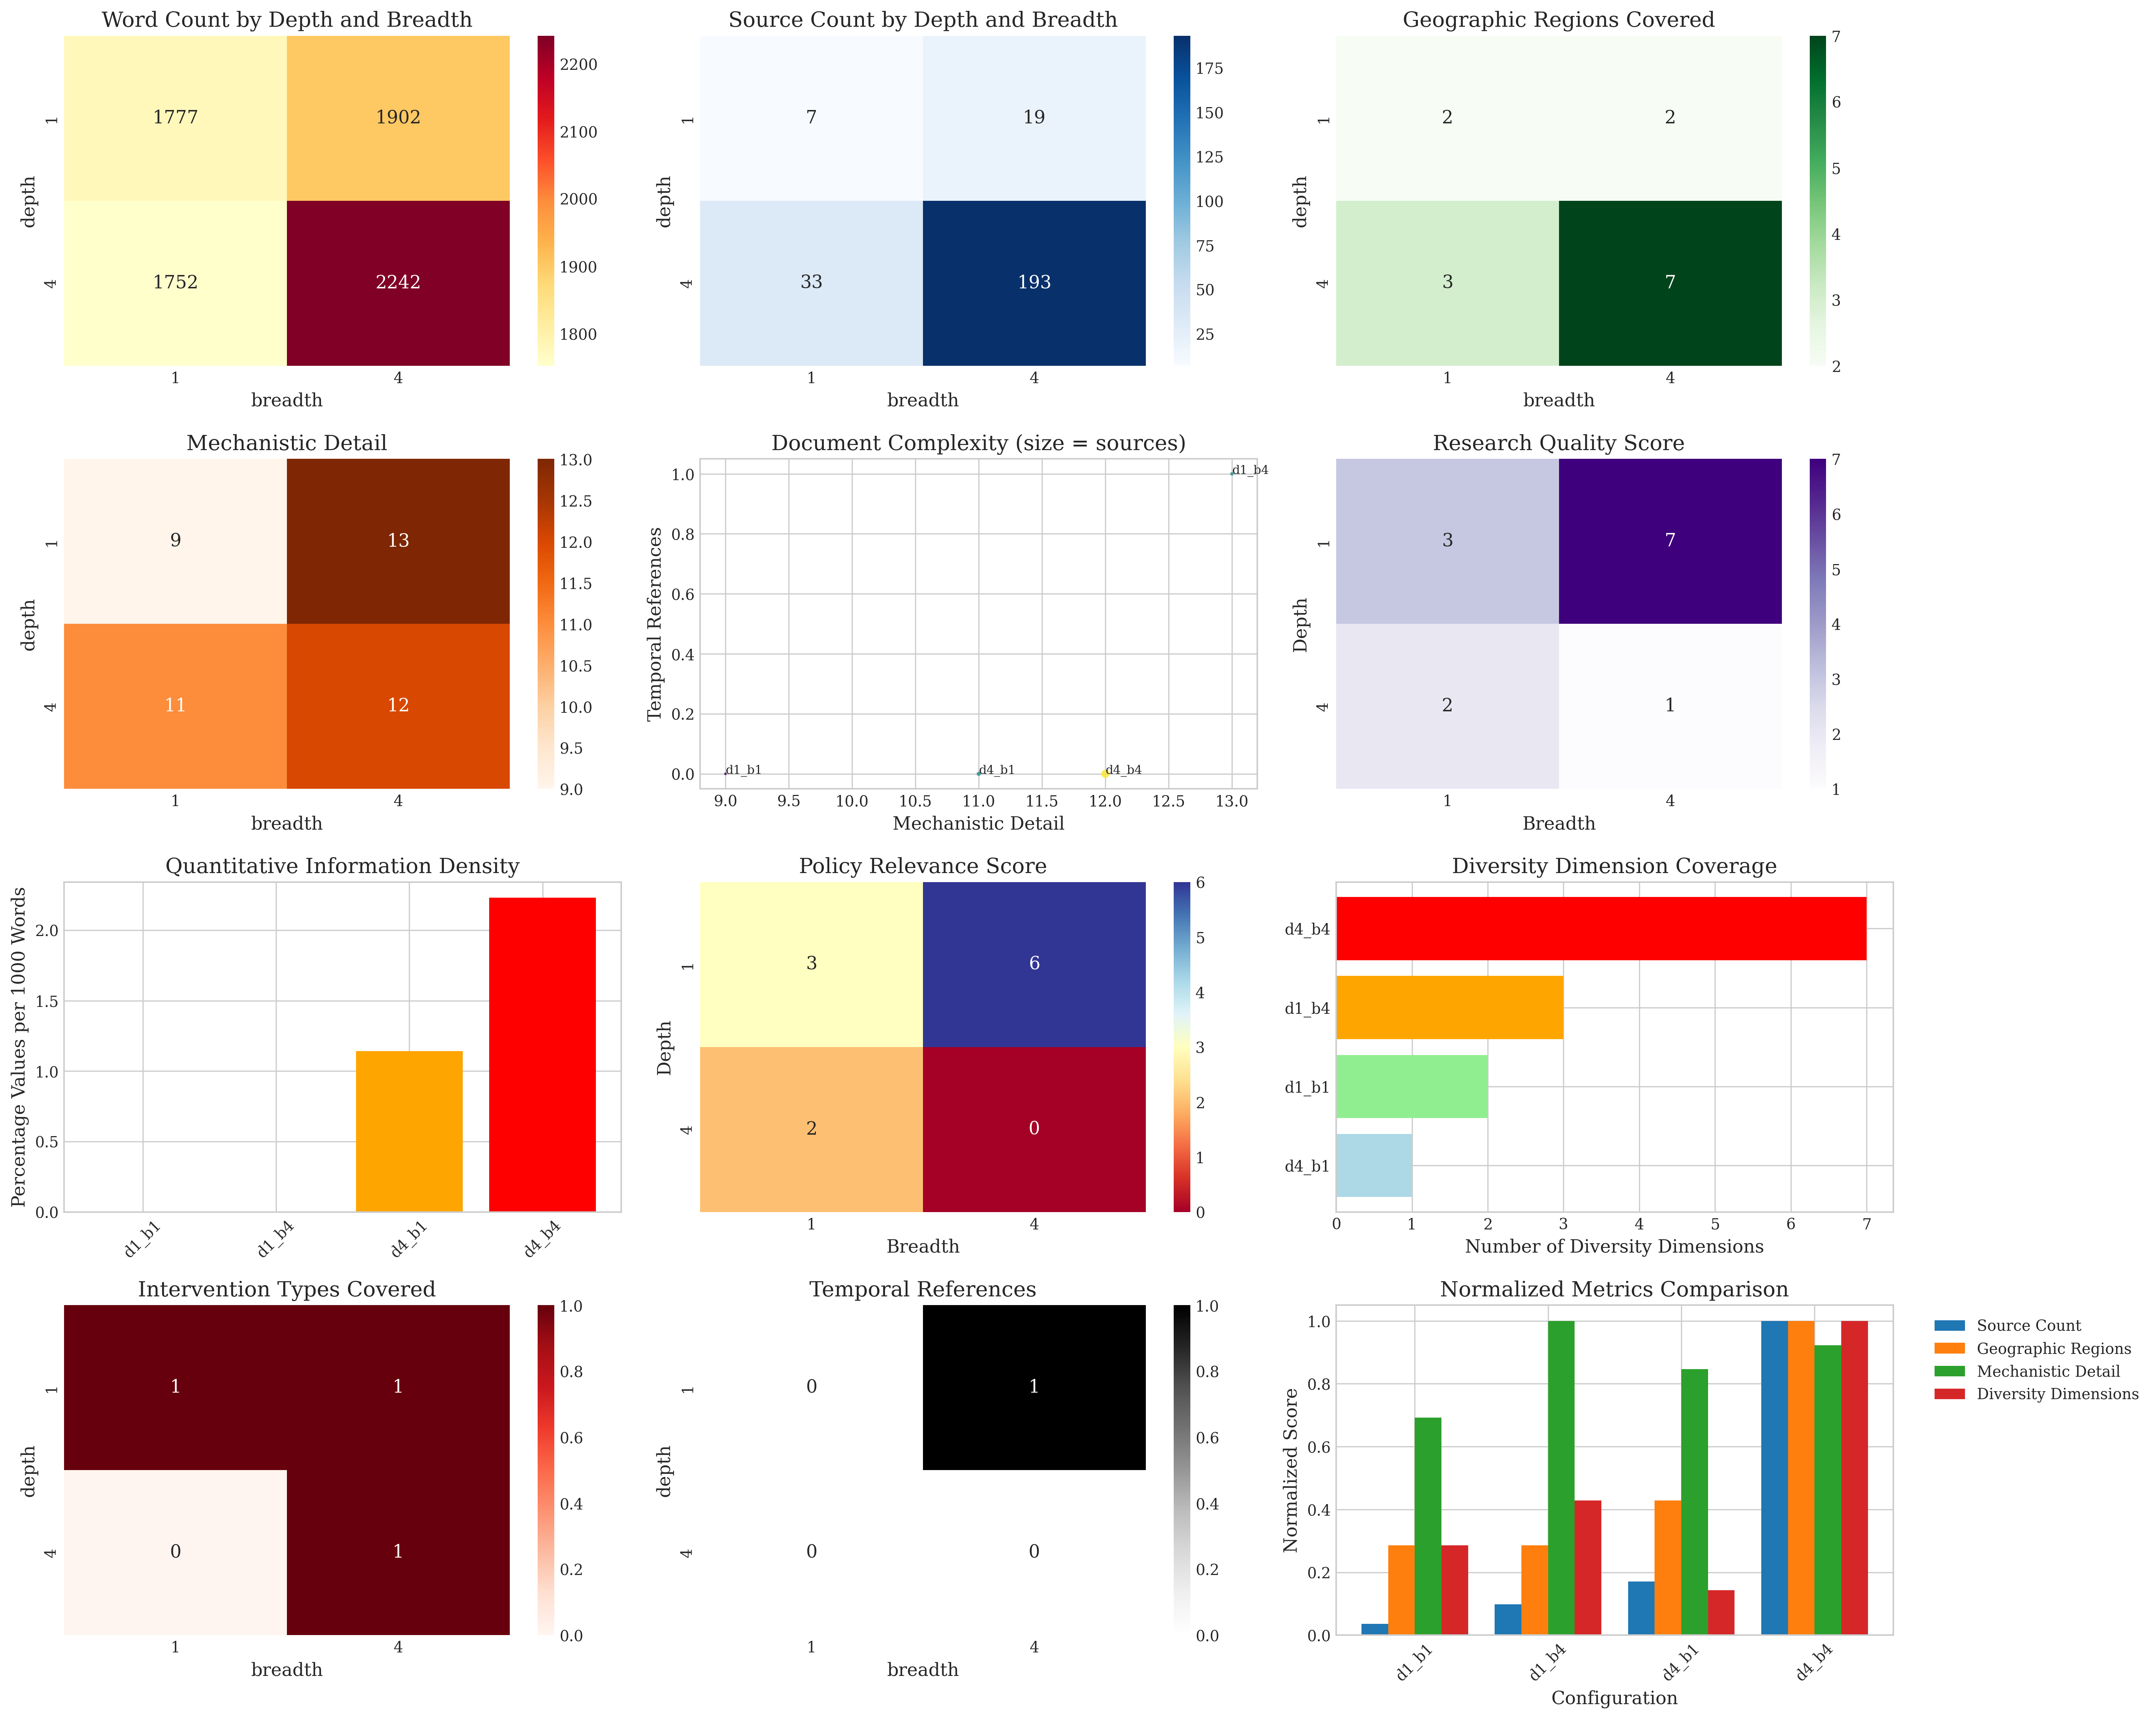 Word Count by Depth and Breadth
1777 1902
1752 2242
1
4
depth
1 4
breadth
2200
2100
2000
1900
1800
Source Count by Depth and Breadth
7 19
33 193
1
4
depth
1 4
breadth
175
150
125
100
75
50
25
Geographic Regions Covered
2 2
3 7
1
4
depth
1 4
breadth
7
6
5
4
3
2
Mechanistic Detail
9 13
11 12
1
4
depth
1 4
breadth
13.0
12.5
12.0
11.5
11.0
10.5
10.0
9.5
9.0
Document Complexity (size = sources)
Temporal References
1.0
0.8
0.6
0.4
0.2
0.0
d1_b4
d1_b1
d4_b1
d4_b4
9.0 9.5 10.0 10.5 11.0 11.5 12.0 12.5 13.0
Mechanistic Detail
Research Quality Score
3 7
2 1
1
4
Depth
1 4
Breadth
7
6
5
4
3
2
1
Quantitative Information Density
Percentage Values per 1000 Words
2.0
1.5
1.0
0.5
0.0
d1_b1
d1_b4
d4_b1
d4_b4
Policy Relevance Score
3 6
2 0
1
4
Depth
1 4
Breadth
6
5
4
3
2
1
0
Diversity Dimension Coverage
d4_b4
d1_b4
d1_b1
d4_b1
0 1 2 3 4 5 6 7
Number of Diversity Dimensions
Intervention Types Covered
1 1
0 1
1
4
depth
1 4
breadth
1.0
0.8
0.6
0.4
0.2
0.0
Temporal References
0 1
0 0
1
4
depth
1 4
breadth
1.0
0.8
0.6
0.4
0.2
0.0
Normalized Metrics Comparison
Normalized Score
1.0
0.8
0.6
0.4
0.2
0.0
d1_b1
d1_b4
d4_b1
d4_b4
Configuration
Source Count
Geographic Regions
Mechanistic Detail
Diversity Dimensions